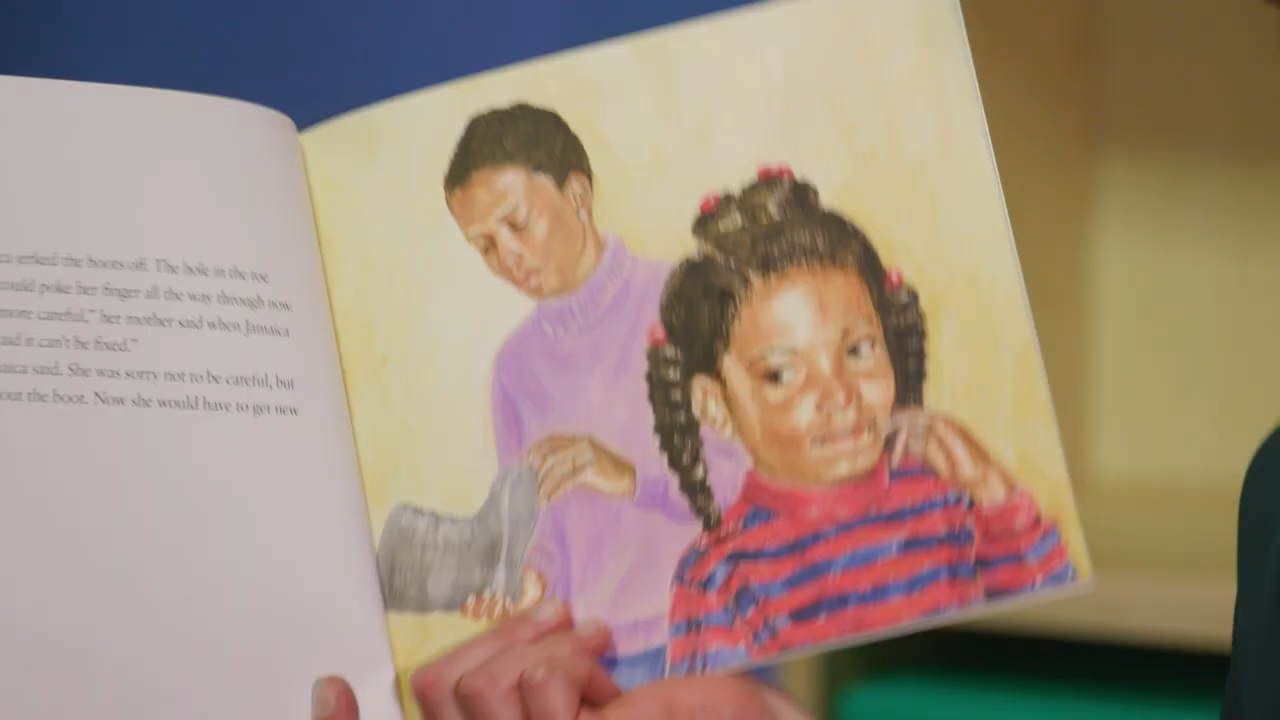 jerked the boots off. The hole in the toe
could poke her finger all the way through now.
more careful," her mother said when Jamaica
it can't be fixed."
said. She was sorry not to be careful, but
the boot. Now she would have to get new